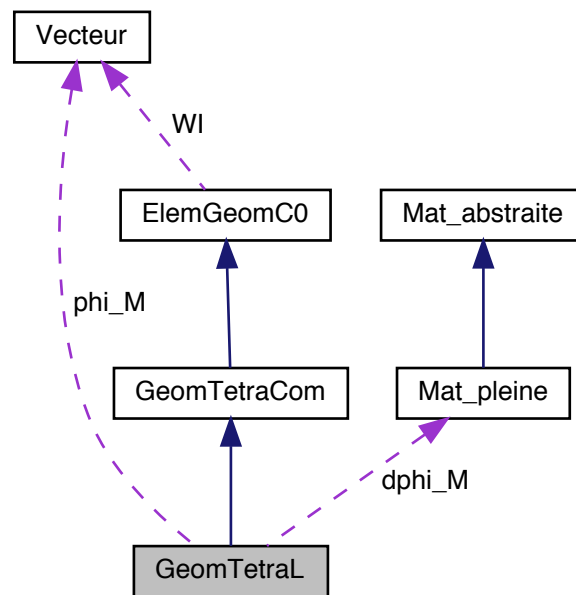 Vecteur
WI
ElemGeomC0
Mat_abstraite
phi_M
GeomTetraCom
Mat_pleine
dphi_M
GeomTetraL